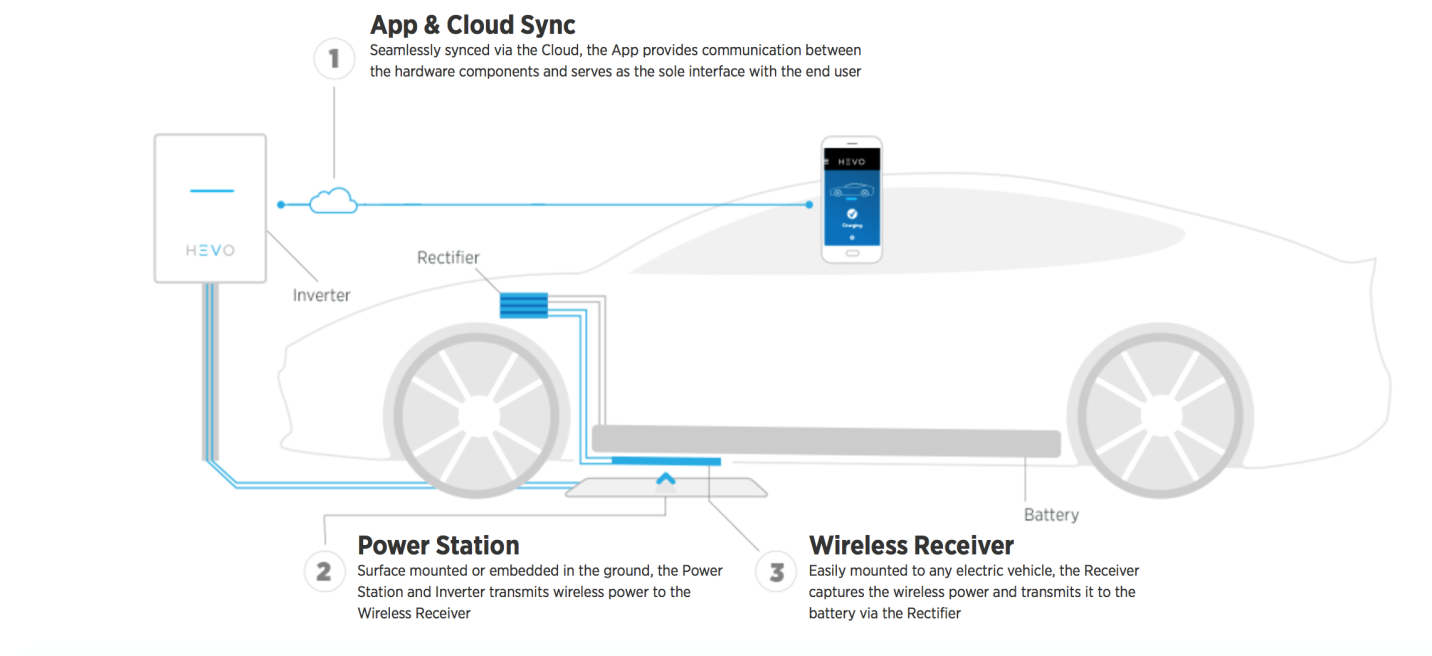 App & Cloud Sync
1
Seamlessly synced via the Cloud, the App provides communication between
the hardware components and serves as the sole interface with the end user
HEVO
Charging
HEVO
Rectifier
Inverter
Battery
2
Power Station
Surface mounted or embedded in the ground, the Power
Station and Inverter transmits wireless power to the
Wireless Receiver
3
Wireless Receiver
Easily mounted to any electric vehicle, the Receiver
captures the wireless power and transmits it to the
battery via the Rectifier